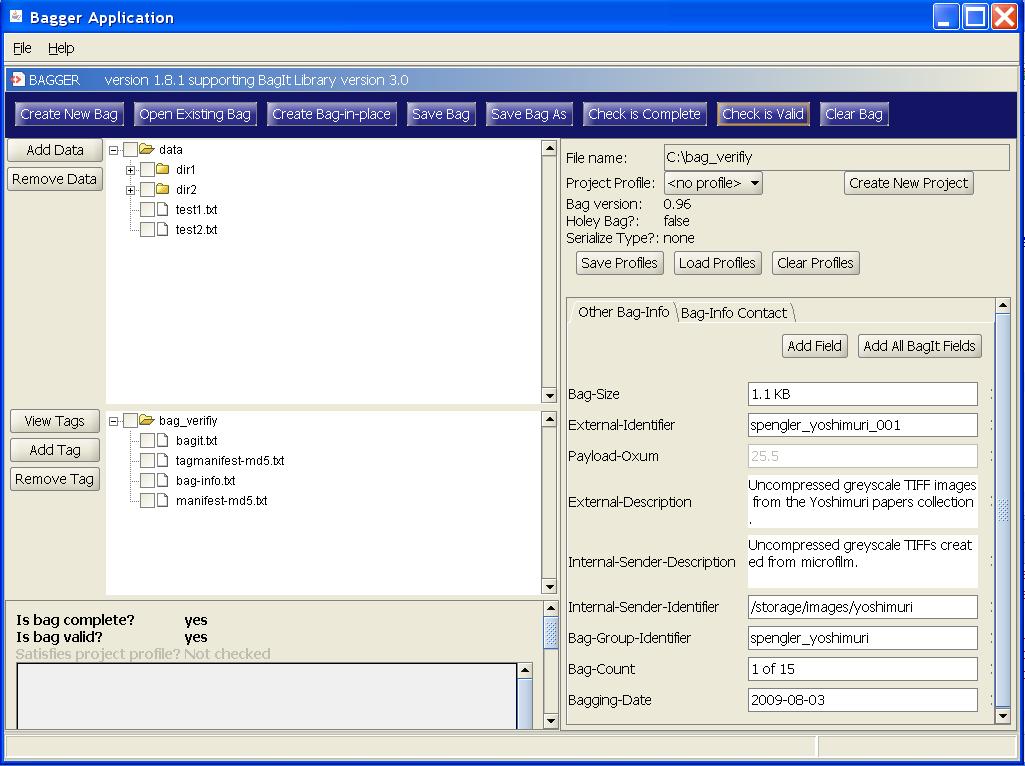 Bagger Application
File Help
BAGGER version 1.8.1 supporting BagIt Library version 3.0
Create New Bag Open Existing Bag Create Bag-in-place Save Bag Save Bag As Check is Complete Check is Valid Clear Bag
Add Data
Remove Data
data
dir1
dir2
test1.txt
test2.txt
View Tags
Add Tag
Remove Tag
bag_verifiy
bagit.txt
tagmanifest-md5.txt
bag-info.txt
manifest-md5.txt
Is bag complete? yes
Is bag valid? yes
Satisfies project profile? Not checked
File name: C:\bag_verifiy
Project Profile: <no profile> Create New Project
Bag version: 0.96
Holey Bag?: false
Serialize Type?: none
Save Profiles Load Profiles Clear Profiles
Other Bag-Info Bag-Info Contact
Add Field Add All BagIt Fields
Bag-Size 1.1 KB
External-Identifier spengler_yoshimuri_001
Payload-Oxum 25.5
External-Description Uncompressed greyscale TIFF images
from the Yoshimuri papers collection
.
Internal-Sender-Description Uncompressed greyscale TIFFs creat
ed from microfilm.
Internal-Sender-Identifier /storage/images/yoshimuri
Bag-Group-Identifier spengler_yoshimuri
Bag-Count 1 of 15
Bagging-Date 2009-08-03